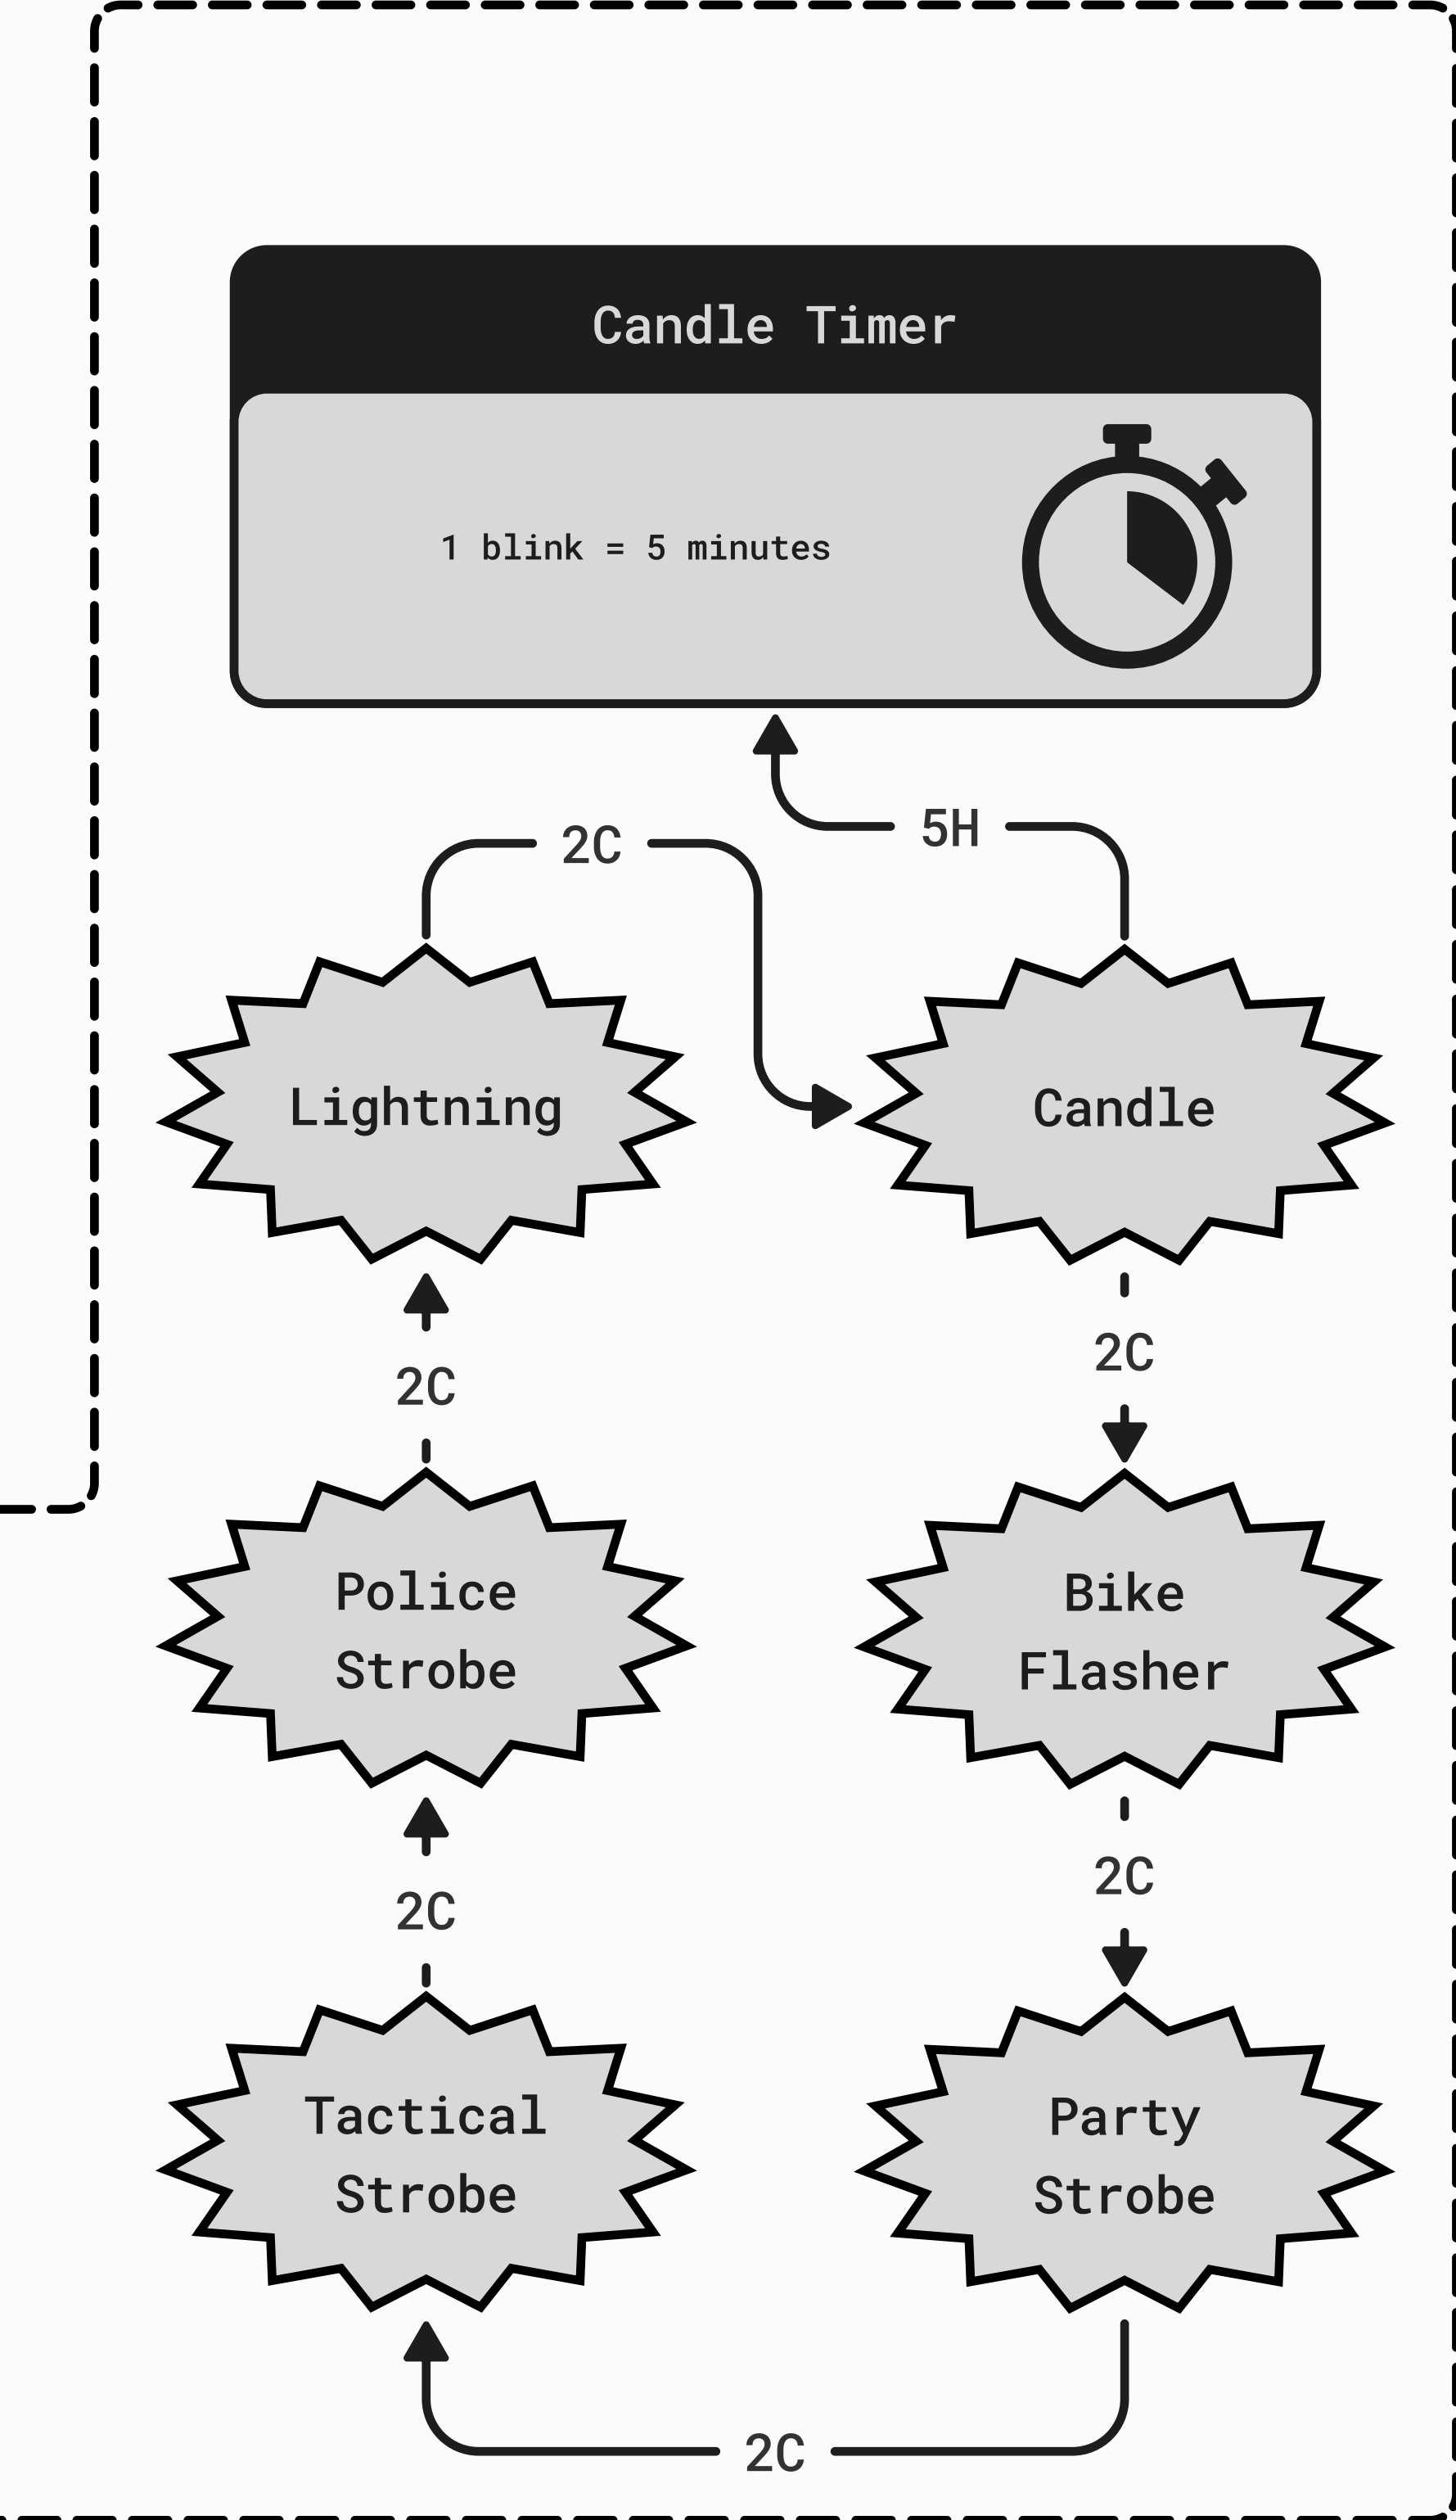 Candle Timer
1 blink = 5 minutes
5H
2C
Lightning
Candle
2C
2C
Police
Strobe
Bike
Flasher
2C
2C
Tactical
Strobe
Party
Strobe
2C